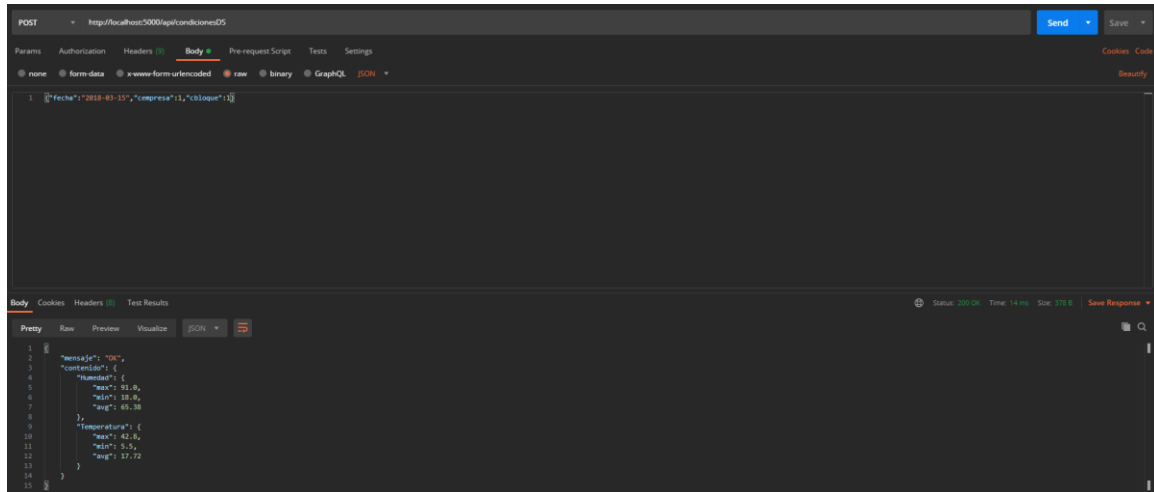 POST http://localhost:5000/api/condicionesDS Send Save
Params Authorization Headers (9) Body Pre-request Script Tests Settings Cookies Code
none form-data x-www-form-urlencoded raw binary GraphQL JSON Beautify
1 {"fecha":"2018-03-15","cempresa":1,"cbloque":1}
Body Cookies Headers (8) Test Results Status: 200 OK Time: 14 ms Size: 378 B Save Response
Pretty Raw Preview Visualize JSON
1 {
2 "mensaje": "OK",
3 "contenido": {
4 "Humedad": {
5 "max": 91.0,
6 "min": 18.0,
7 "avg": 65.38
8 },
9 "Temperatura": {
10 "max": 42.8,
11 "min": 5.5,
12 "avg": 17.72
13 }
14 }
15 }